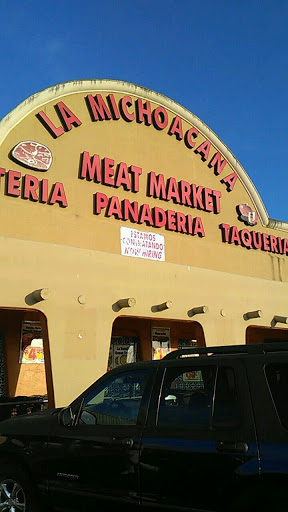 LA MICHOACANA
MEAT MARKET
TERIA PANADERIA TAQUERIA
ESTAMOS
CONTRATANDO
NOW HIRING